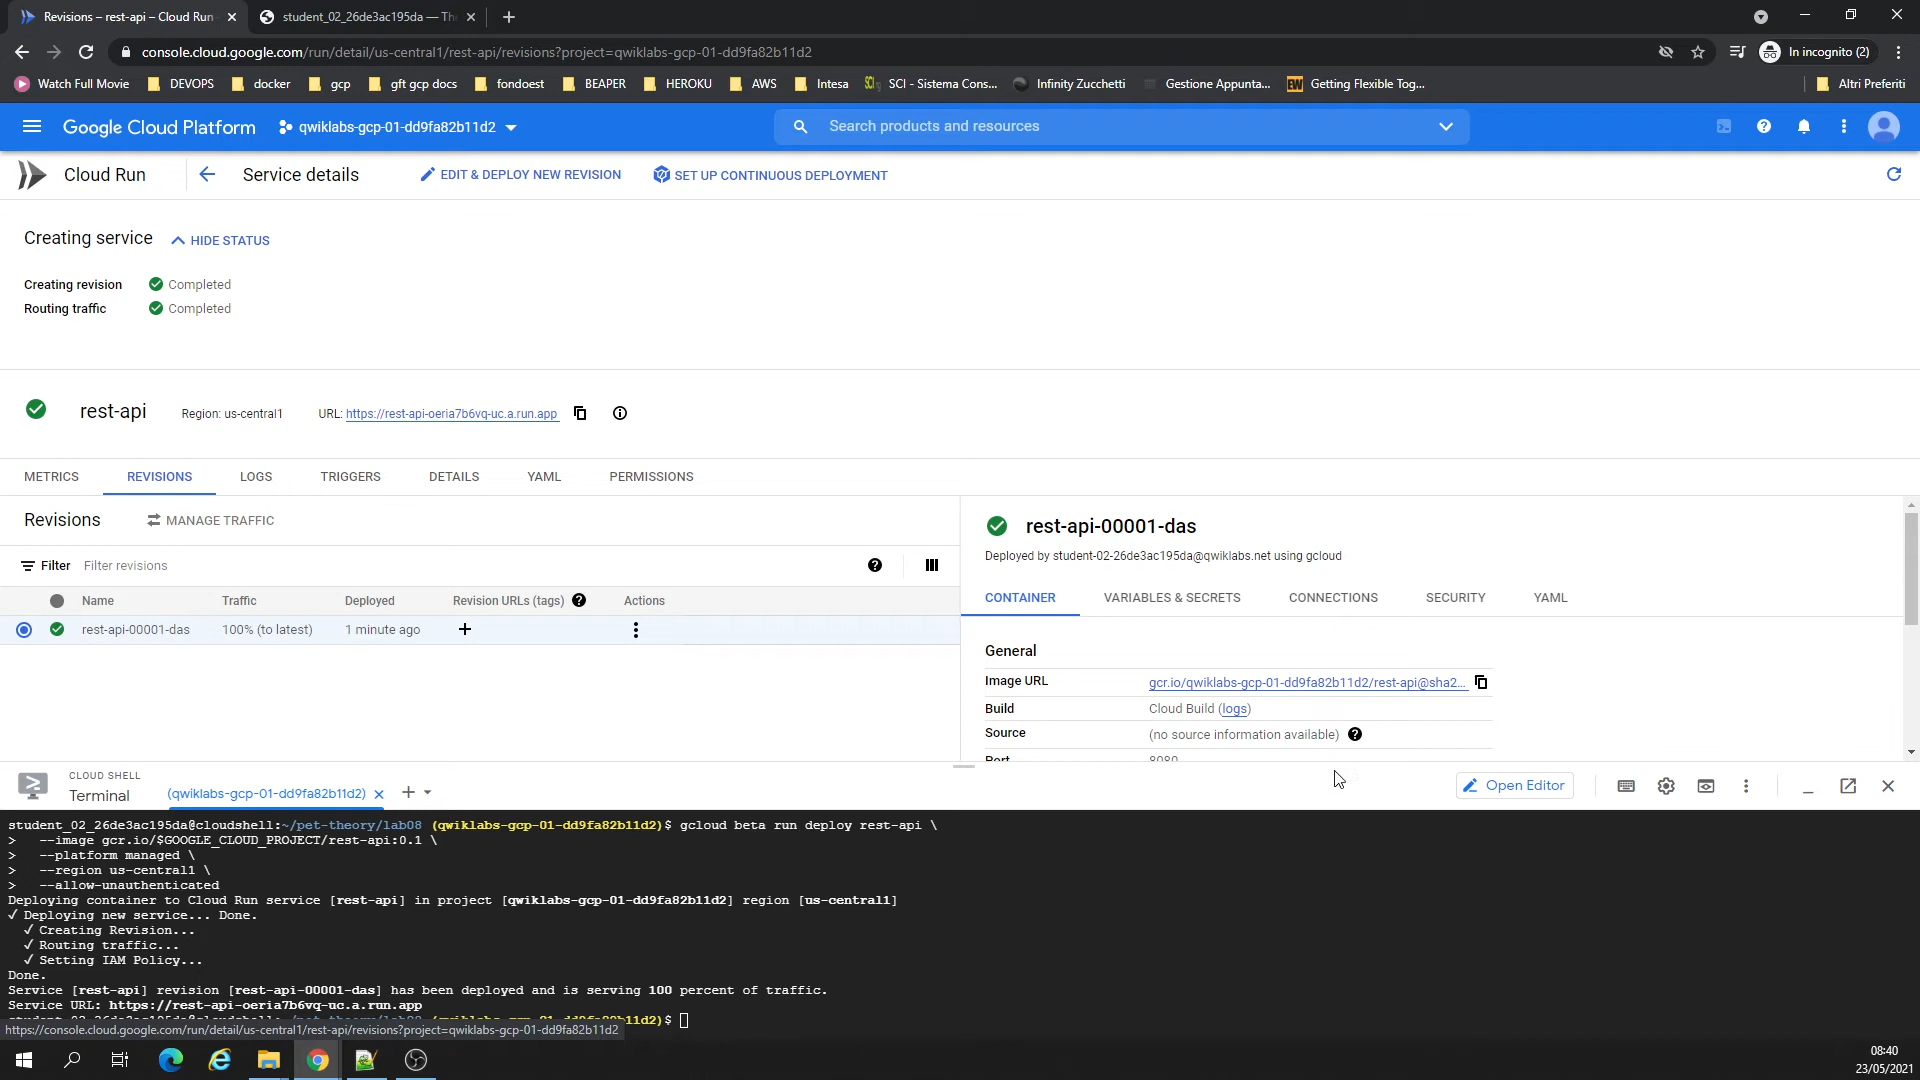 Revisions – rest-api – Cloud Run
student_02_26de3ac195da — Th
console.cloud.google.com/run/detail/us-central1/rest-api/revisions?project=qwiklabs-gcp-01-dd9fa82b11d2
In incognito (2)
Watch Full Movie
DEVOPS
docker
gcp
gft gcp docs
fondoest
BEAPER
HEROKU
AWS
Intesa
SCI - Sistema Cons...
Infinity Zucchetti
Gestione Appunta...
EW
Getting Flexible Tog...
Altri Preferiti
Google Cloud Platform
qwiklabs-gcp-01-dd9fa82b11d2
Search products and resources
Cloud Run
Service details
EDIT & DEPLOY NEW REVISION
SET UP CONTINUOUS DEPLOYMENT
Creating service
HIDE STATUS
Creating revision Completed
Routing traffic Completed
rest-api
Region: us-central1
URL: https://rest-api-oeria7b6vq-uc.a.run.app
METRICS
REVISIONS
LOGS
TRIGGERS
DETAILS
YAML
PERMISSIONS
Revisions
MANAGE TRAFFIC
Filter Filter revisions
Name Traffic Deployed Revision URLs (tags) Actions
rest-api-00001-das 100% (to latest) 1 minute ago
rest-api-00001-das
Deployed by student-02-26de3ac195da@qwiklabs.net using gcloud
CONTAINER
VARIABLES & SECRETS
CONNECTIONS
SECURITY
YAML
General
Image URL gcr.io/qwiklabs-gcp-01-dd9fa82b11d2/rest-api@sha2...
Build Cloud Build (logs)
Source (no source information available)
Port 8080
CLOUD SHELL
Terminal
(qwiklabs-gcp-01-dd9fa82b11d2)
Open Editor
student_02_26de3ac195da@cloudshell:~/pet-theory/lab08 (qwiklabs-gcp-01-dd9fa82b11d2)$ gcloud beta run deploy rest-api \
> --image gcr.io/$GOOGLE_CLOUD_PROJECT/rest-api:0.1 \
> --platform managed \
> --region us-central1 \
> --allow-unauthenticated
Deploying container to Cloud Run service [rest-api] in project [qwiklabs-gcp-01-dd9fa82b11d2] region [us-central1]
✓ Deploying new service... Done.
✓ Creating Revision...
✓ Routing traffic...
✓ Setting IAM Policy...
Done.
Service [rest-api] revision [rest-api-00001-das] has been deployed and is serving 100 percent of traffic.
Service URL: https://rest-api-oeria7b6vq-uc.a.run.app
student_02_26de3ac195da@cloudshell:~/pet-theory/lab08 (qwiklabs-gcp-01-dd9fa82b11d2)$
https://console.cloud.google.com/run/detail/us-central1/rest-api/revisions?project=qwiklabs-gcp-01-dd9fa82b11d2
08:40
23/05/2021